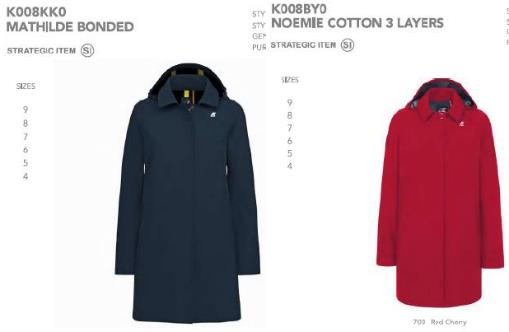 K008KK0
MATHILDE BONDED
STRATEGIC ITEM SI
SIZES
9
8
7
6
5
4
STY
STY
GEN
PUR
K008BY0
NOEMIE COTTON 3 LAYERS
STRATEGIC ITEM SI
SIZES
9
8
7
6
5
4
703 Red Cherry